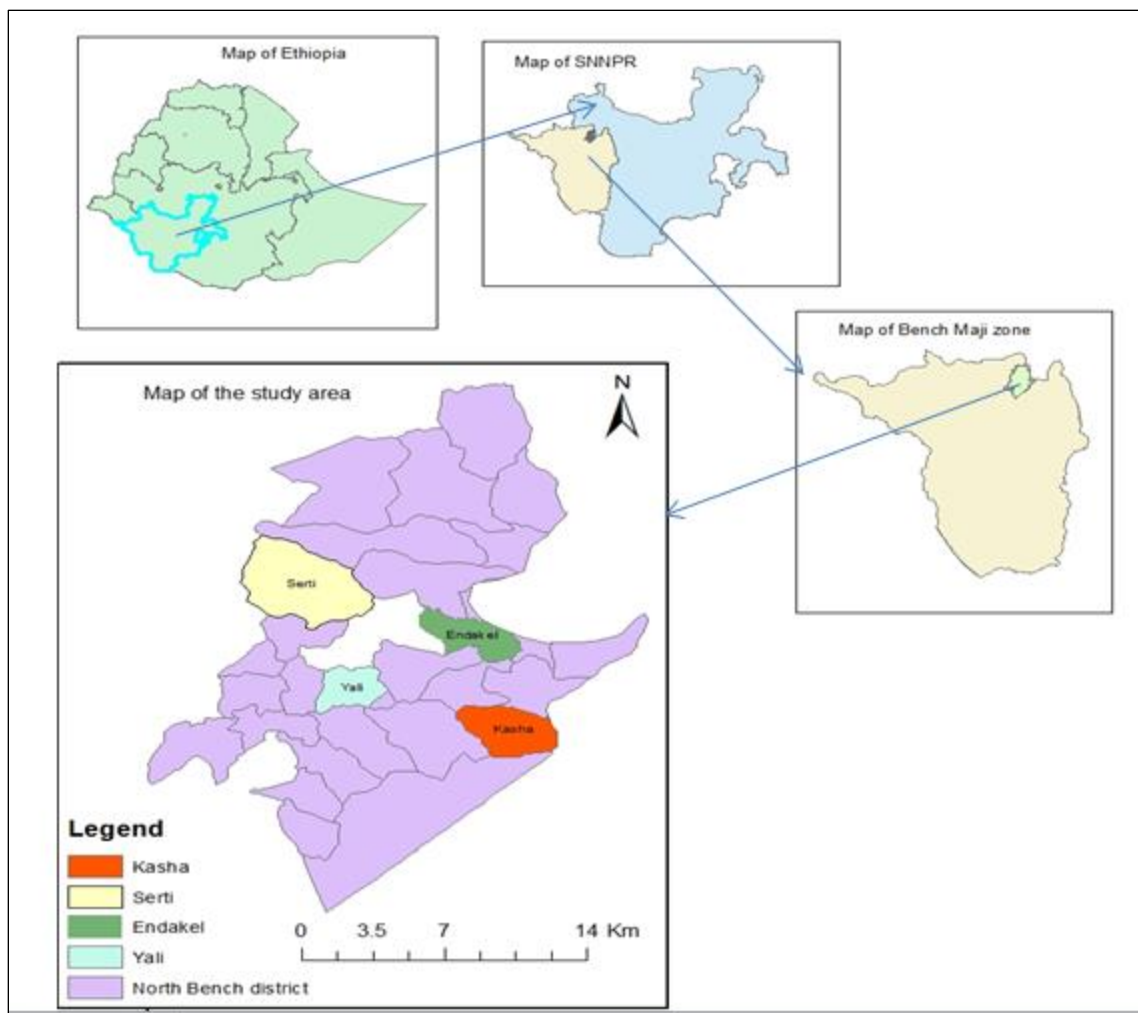 Map of Ethiopia
Map of SNNPR
Map of Bench Maji zone
Map of the study area
N
Serti
Endakel
Yali
Kasha
Legend
Kasha
Serti
Endakel
Yali
North Bench district
0 3.5 7 14 Km